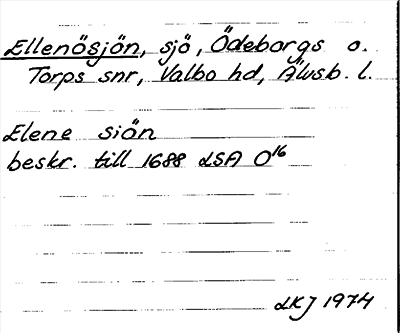 Ellenösjön, sjö, Ödeborgs o.
Torps snr, Valbo hd, Älvsb. l.
Elene siön
beskr. till 1688 LSA O16
LKJ 1974